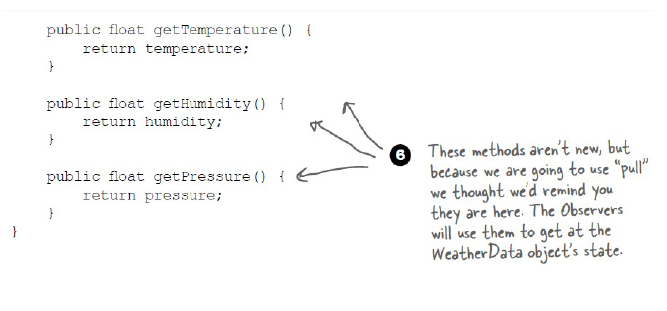 public float getTemperature() {
return temperature;
}
public float getHumidity() {
return humidity;
}
public float getPressure() {
return pressure;
}
}
6
These methods aren't new, but
because we are going to use "pull"
we thought we'd remind you
they are here. The Observers
will use them to get at the
WeatherData object's state.